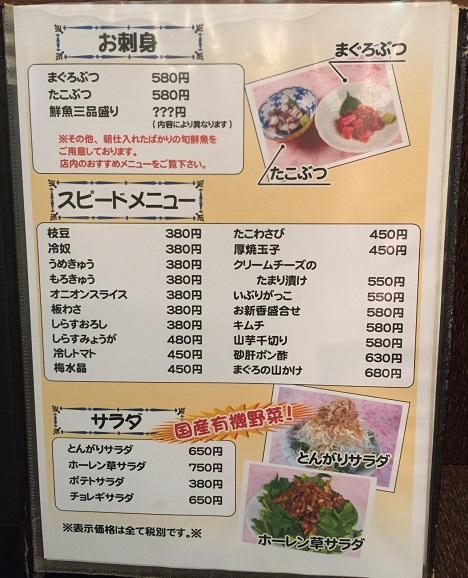 お刺身
まぐろぶつ 580円
たこぶつ 580円
鮮魚三品盛り ???円
（内容により異なります）
※その他、朝仕入れたばかりの旬鮮魚を
ご用意しております。
店内のおすすめメニューをご覧下さい。
まぐろぶつ
たこぶつ
スピードメニュー
枝豆 380円
冷奴 380円
うめきゅう 380円
もろきゅう 380円
オニオンスライス 380円
板わさ 380円
しらすおろし 380円
しらすみょうが 480円
冷しトマト 450円
梅水晶 450円
たこわさび 450円
厚焼玉子 450円
クリームチーズの
たまり漬け 550円
いぶりがっこ 550円
お新香盛合せ 580円
キムチ 580円
山芋千切り 580円
砂肝ポン酢 630円
まぐろの山かけ 680円
サラダ
国産有機野菜！
とんがりサラダ 650円
ホーレン草サラダ 750円
ポテトサラダ 380円
チョレギサラダ 650円
※表示価格は全て税別です。※
とんがりサラダ
ホーレン草サラダ